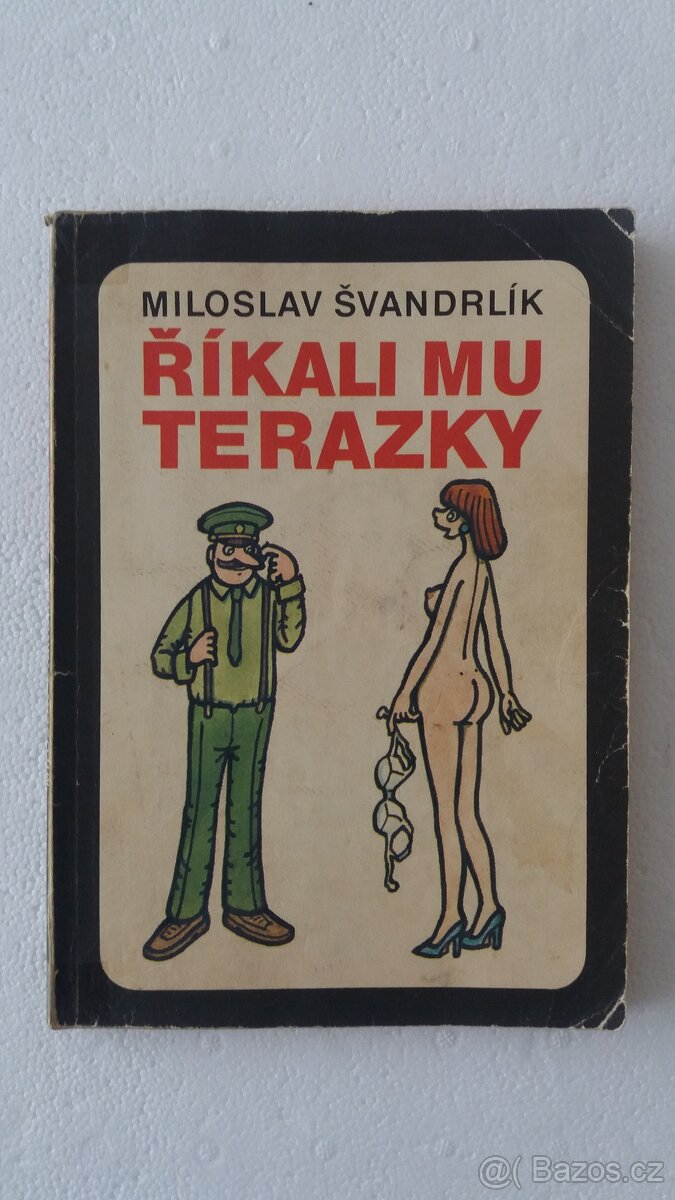 MILOSLAV ŠVANDRLÍK
ŘÍKALI MU
TERAZKY
@( Bazos.cz